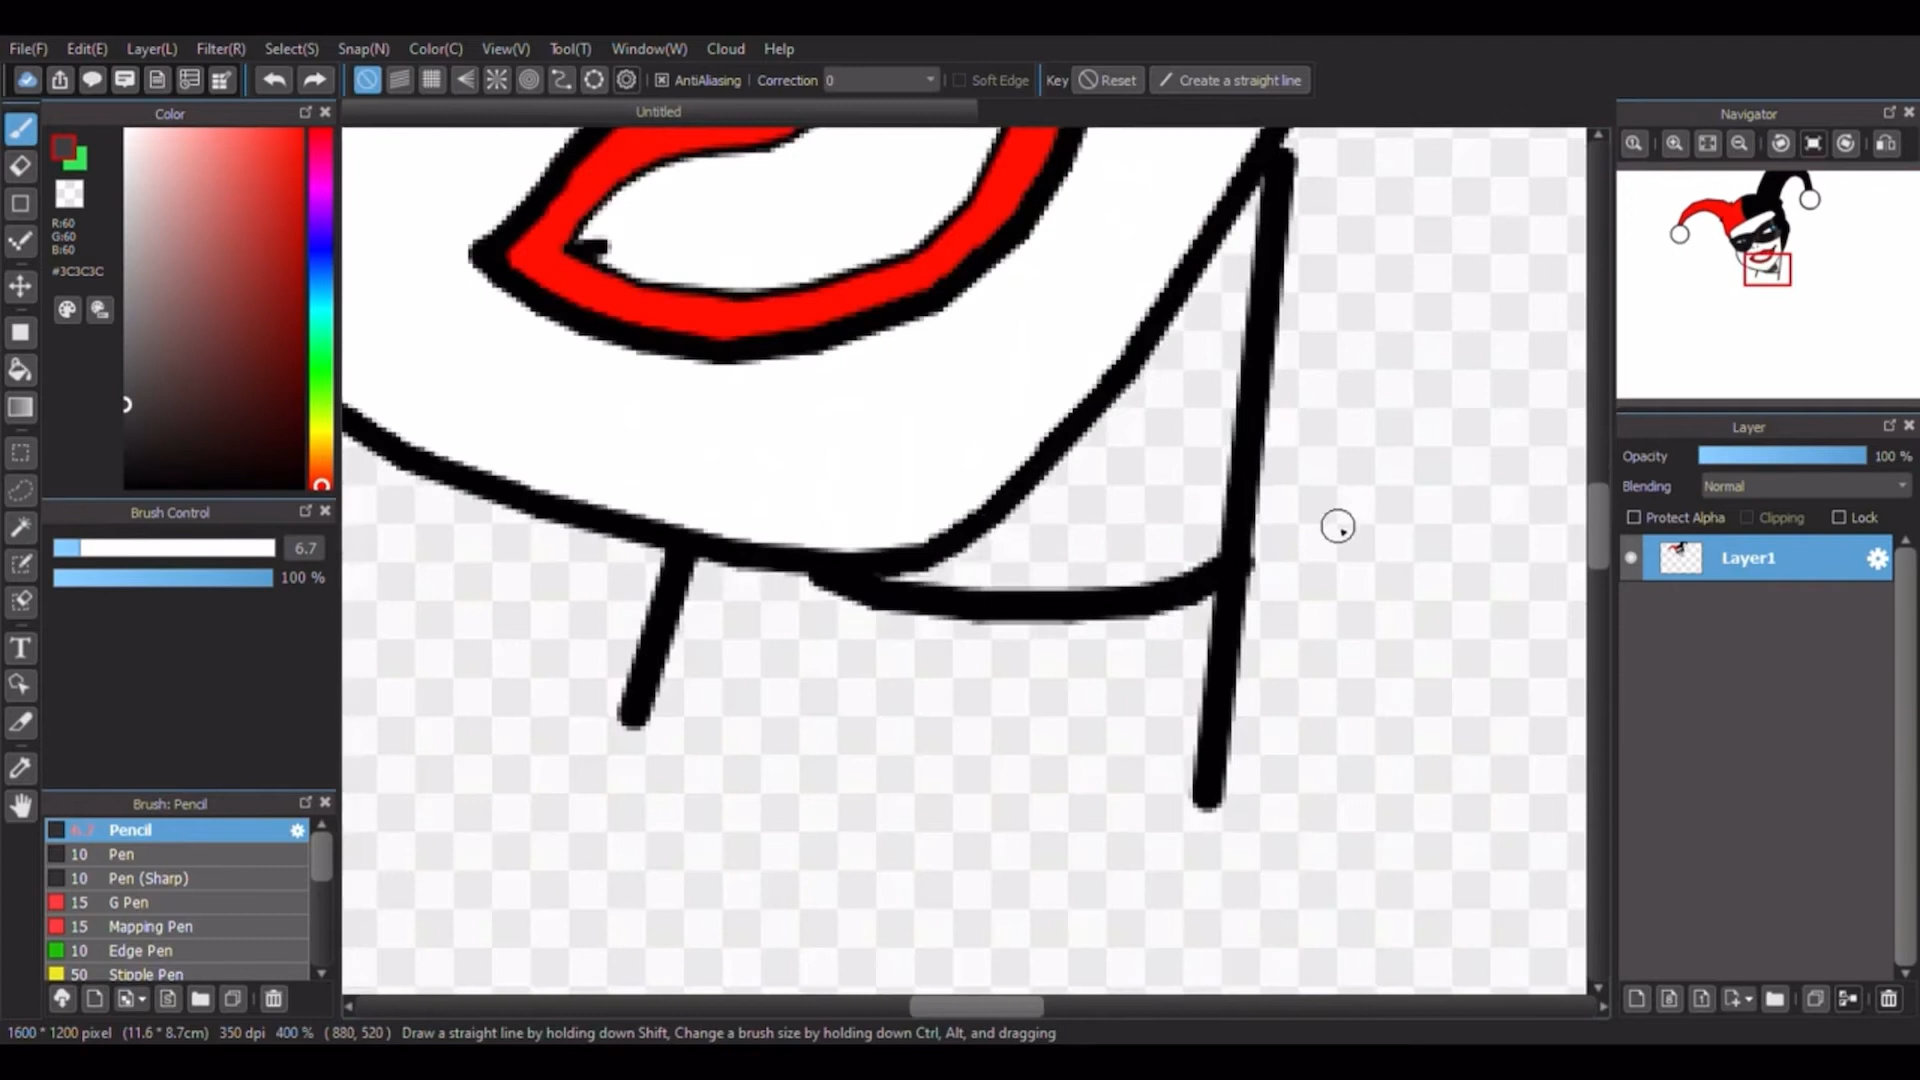 File(F) Edit(E) Layer(L) Filter(R) Select(S) Snap(N) Color(C) View(V) Tool(T) Window(W) Cloud Help
AntiAliasing Correction 0 Soft Edge Key Reset Create a straight line
Color
R:60
G:60
B:60
#3C3C3C
Brush Control
6.7
100 %
Brush: Pencil
6.7 Pencil
10 Pen
10 Pen (Sharp)
15 G Pen
15 Mapping Pen
10 Edge Pen
50 Stipple Pen
Untitled
Navigator
Layer
Opacity 100 %
Blending Normal
Protect Alpha Clipping Lock
Layer1
T
1600 * 1200 pixel (11.6 * 8.7cm) 350 dpi 400 % ( 880, 520 ) Draw a straight line by holding down Shift, Change a brush size by holding down Ctrl, Alt, and dragging